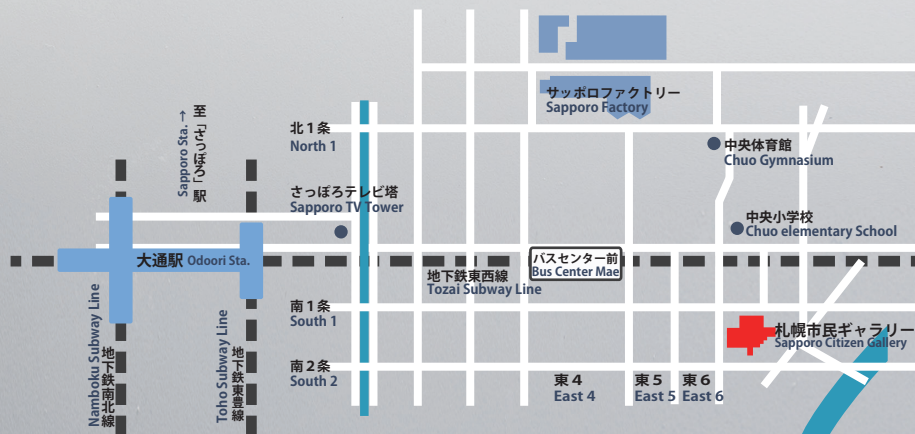 サッポロファクトリー
Sapporo Factory
至「さっぽろ」駅
Sapporo Sta. →
北1条
North 1
中央体育館
Chuo Gymnasium
さっぽろテレビ塔
Sapporo TV Tower
中央小学校
Chuo elementary School
大通駅 Odoori Sta.
バスセンター前
Bus Center Mae
地下鉄東西線
Tozai Subway Line
南1条
South 1
札幌市民ギャラリー
Sapporo Citizen Gallery
地下鉄南北線
Namboku Subway Line
地下鉄東豊線
Toho Subway Line
南2条
South 2
東4
East 4
東5
East 5
東6
East 6